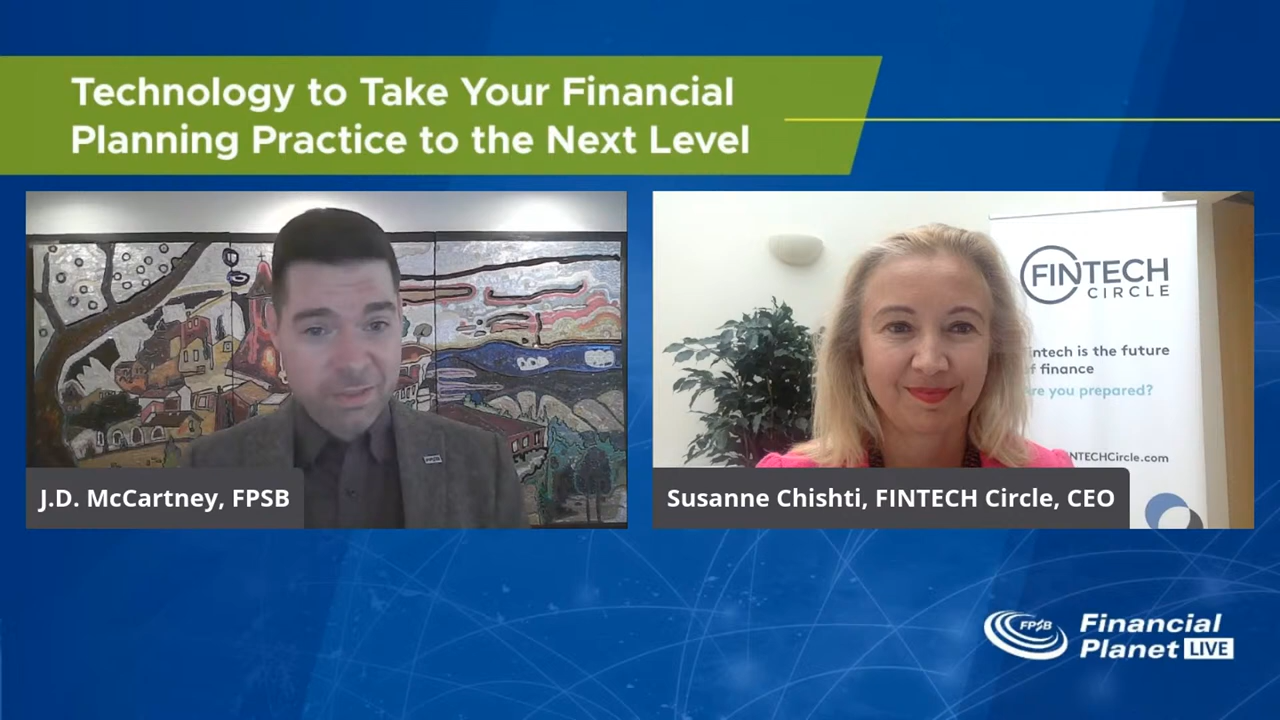 Technology to Take Your Financial
Planning Practice to the Next Level
FINTECH
CIRCLE
intech is the future
f finance
re you prepared?
NTECHCircle.com
J.D. McCartney, FPSB
Susanne Chishti, FINTECH Circle, CEO
FPSB
Financial
Planet LIVE